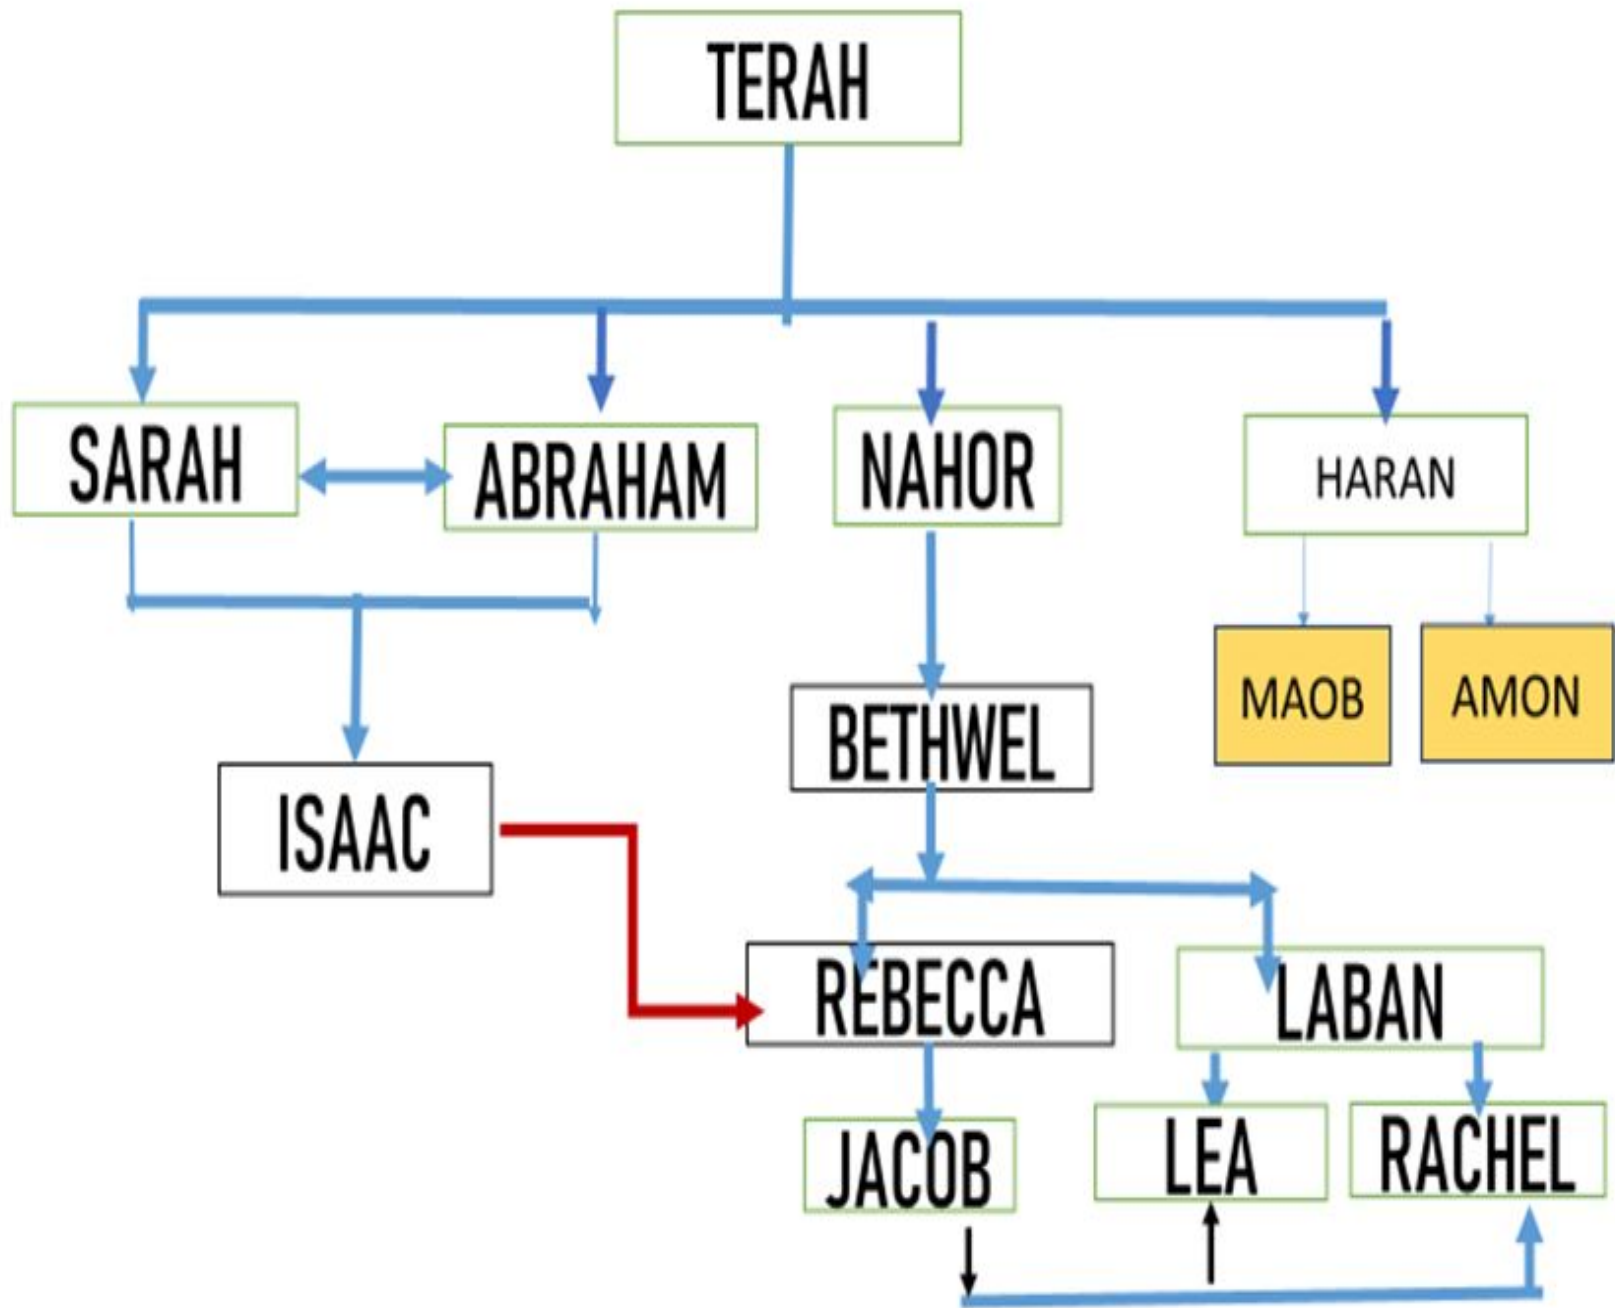 TERAH
SARAH
ABRAHAM
NAHOR
HARAN
MAOB
AMON
BETHWEL
ISAAC
REBECCA
LABAN
JACOB
LEA
RACHEL